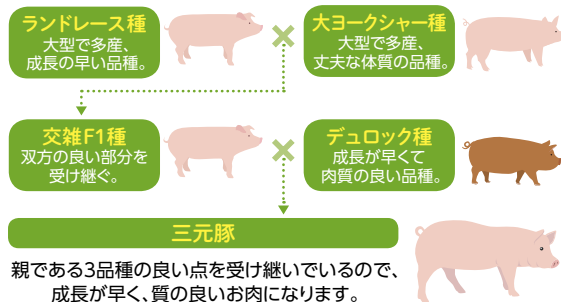 ランドレース種
大型で多産、
成長の早い品種。
大ヨークシャー種
大型で多産、
丈夫な体質の品種。
交雑F1種
双方の良い部分を
受け継ぐ。
デュロック種
成長が早くて
肉質の良い品種。
三元豚
親である3品種の良い点を受け継いでいるので、
成長が早く、質の良いお肉になります。